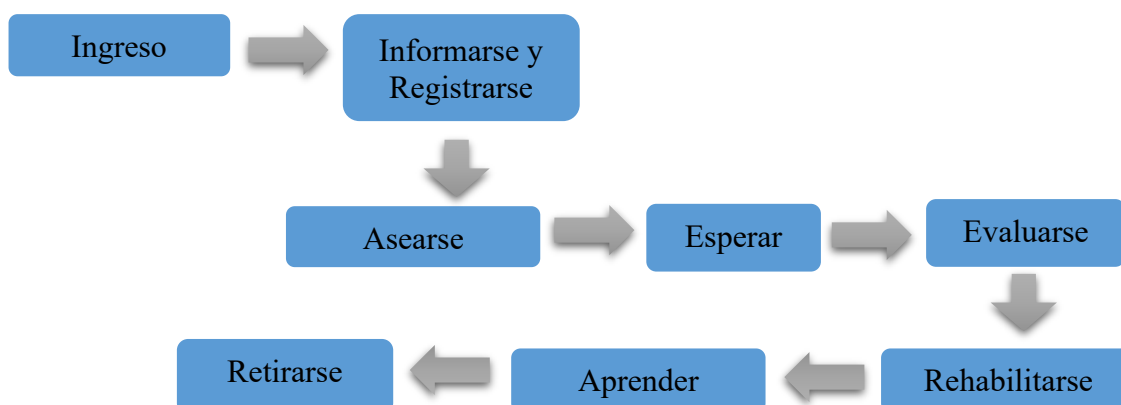 Ingreso
Informarse y
Registrarse
Asearse
Esperar
Evaluarse
Rehabilitarse
Aprender
Retirarse